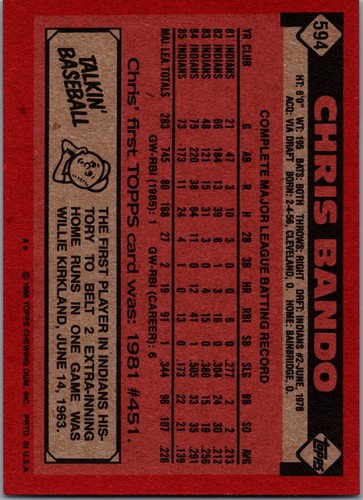 594
CHRIS BANDO
Topps
HT: 6'0" WT: 195 BATS: BOTH THROWS: RIGHT DRAFT: INDIANS #2-JUNE, 1978
ACQ: VIA DRAFT BORN: 2-4-56, CLEVELAND, O. HOME: BAINBRIDGE, O.
COMPLETE MAJOR LEAGUE BATTING RECORD
YR CLUB G AB R H 2B 3B HR RBI SB SLG BB SO AVG
81 INDIANS 21 47 3 10 3 0 0 6 0 .277 2 2 .213
82 INDIANS 66 184 13 39 6 1 3 16 0 .304 24 30 .212
83 INDIANS 48 121 15 31 3 0 4 15 0 .380 15 19 .256
84 INDIANS 75 220 38 64 11 0 12 41 1 .505 33 35 .291
85 INDIANS 73 173 11 24 4 1 0 13 0 .173 22 21 .139
MAJ. LEA. TOTALS 283 745 80 168 27 2 19 91 1 .344 96 107 .226
GW-RBI (1985): 1 GW-RBI (CAREER): 6
Chris' first TOPPS card was: 1981 #451.
TALKIN'
BASEBALL
THE FIRST PLAYER IN INDIANS HIS-
TORY TO BELT 2 EXTRA-INNING
HOME RUNS IN ONE GAME WAS
WILLIE KIRKLAND, JUNE 14, 1963.
A* © 1986 TOPPS CHEWING GUM, INC. PRTD. IN U.S.A.